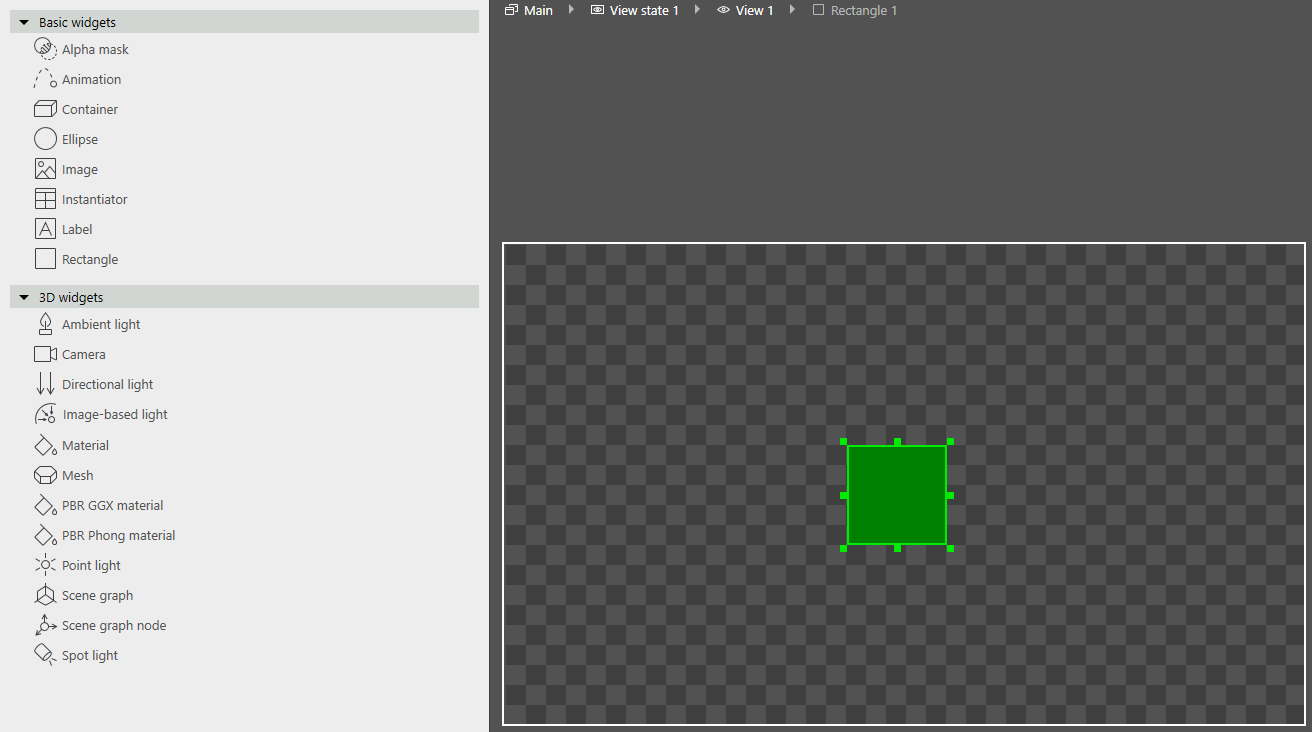 Basic widgets
Alpha mask
Animation
Container
Ellipse
Image
Instantiator
Label
Rectangle
3D widgets
Ambient light
Camera
Directional light
Image-based light
Material
Mesh
PBR GGX material
PBR Phong material
Point light
Scene graph
Scene graph node
Spot light
Main View state 1 View 1 Rectangle 1